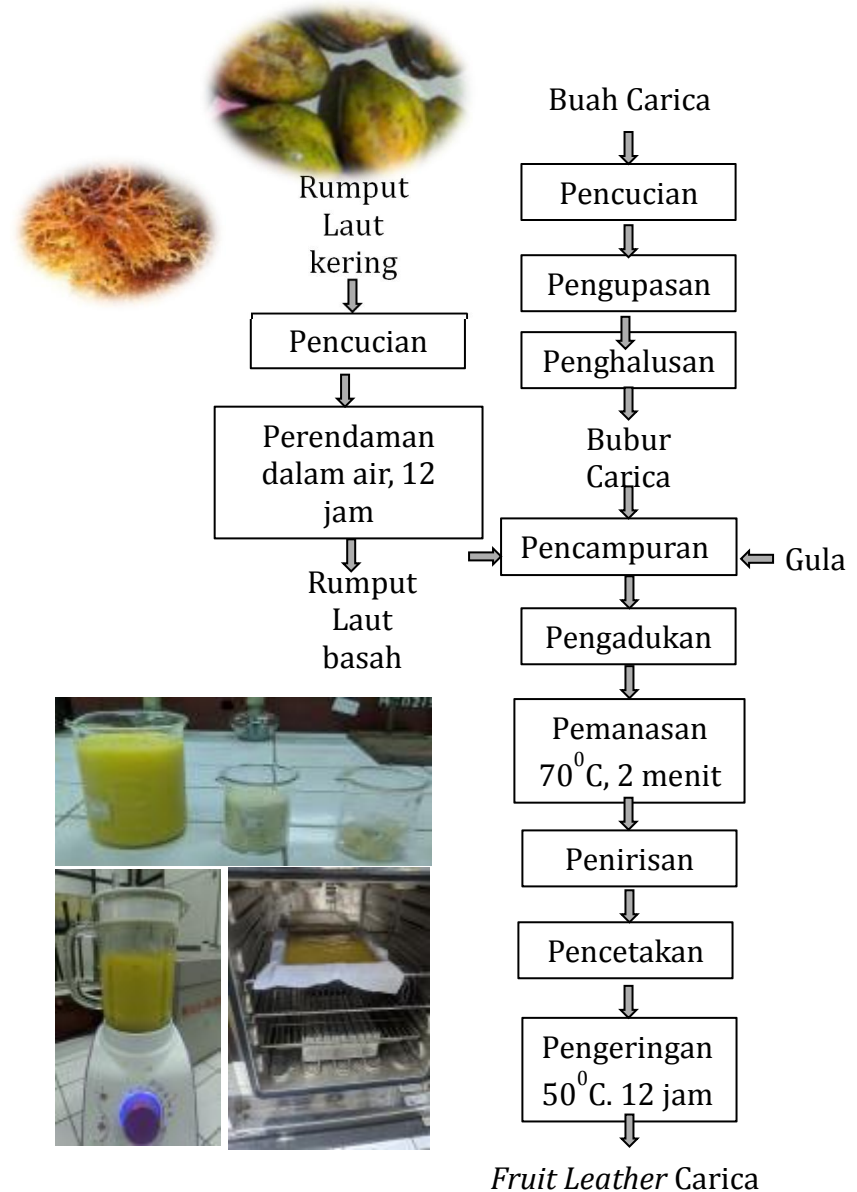 Buah Carica
Pencucian
Pengupasan
Penghalusan
Bubur
Carica
Rumput
Laut
kering
Pencucian
Perendaman
dalam air, 12
jam
Rumput
Laut
basah
Pencampuran
Gula
Pengadukan
Pemanasan
70⁰C, 2 menit
Penirisan
Pencetakan
Pengeringan
50⁰C. 12 jam
Fruit Leather Carica